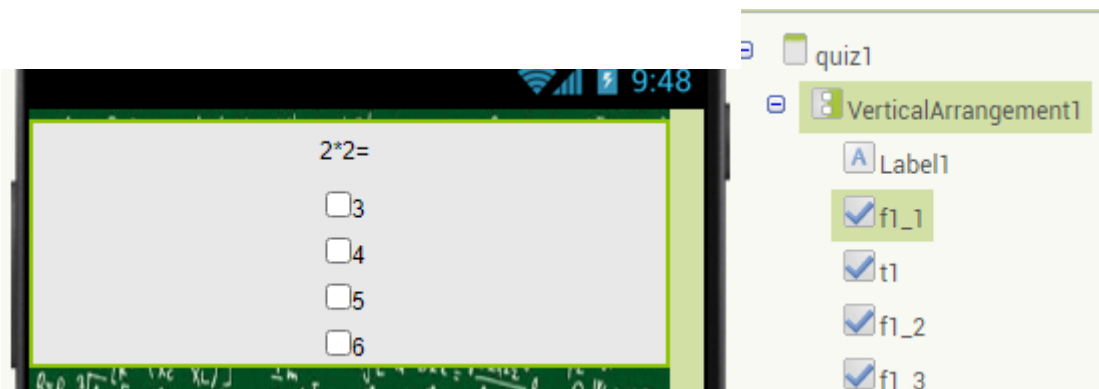 9:48
2*2=
3
4
5
6
quiz1
VerticalArrangement1
A Label1
f1_1
t1
f1_2
f1_3